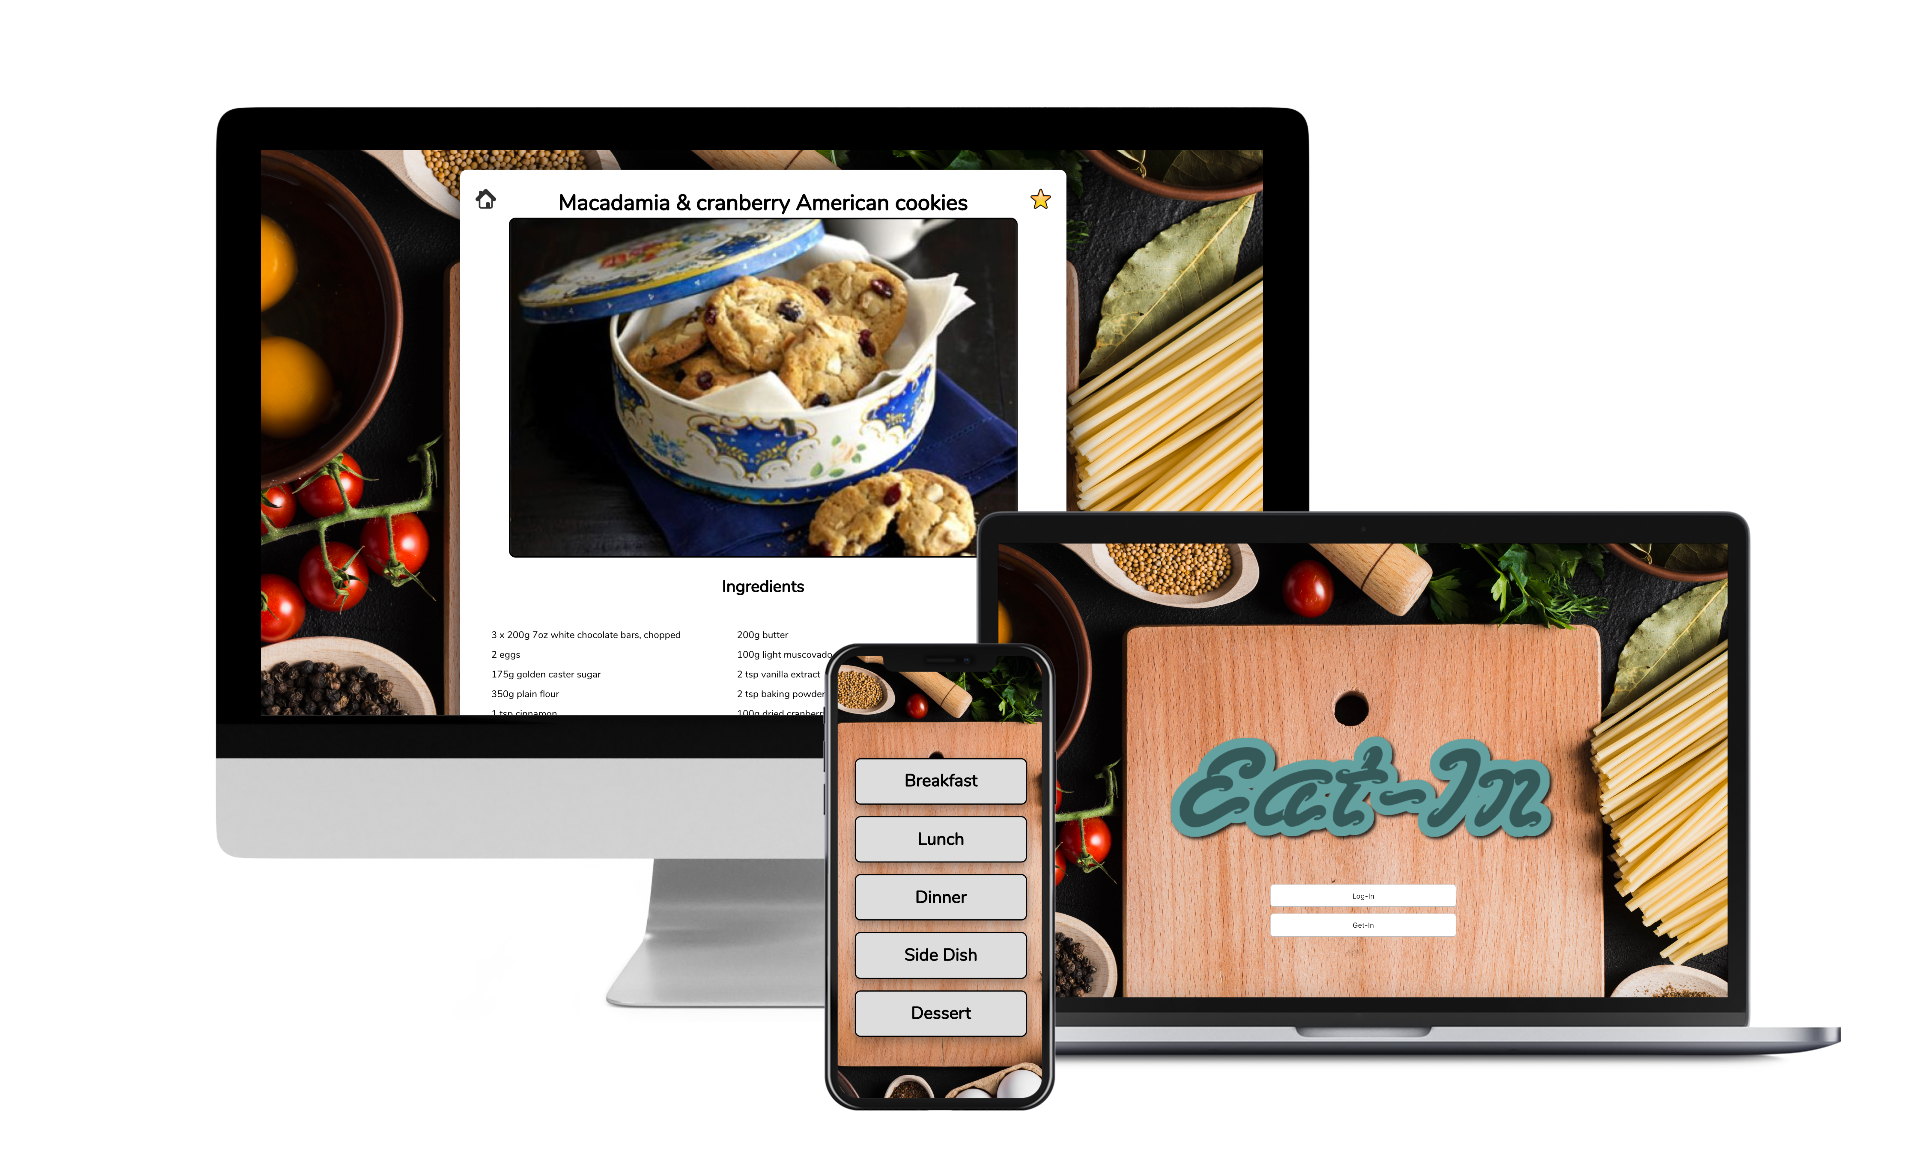 Macadamia & cranberry American cookies
Ingredients
3 x 200g 7oz white chocolate bars, chopped
2 eggs
175g golden caster sugar
350g plain flour
1 tsp cinnamon
200g butter
100g light muscovado
2 tsp vanilla extract
2 tsp baking powder
100g dried
Breakfast
Lunch
Dinner
Side Dish
Dessert
Eat-In
Log-In
Get-In